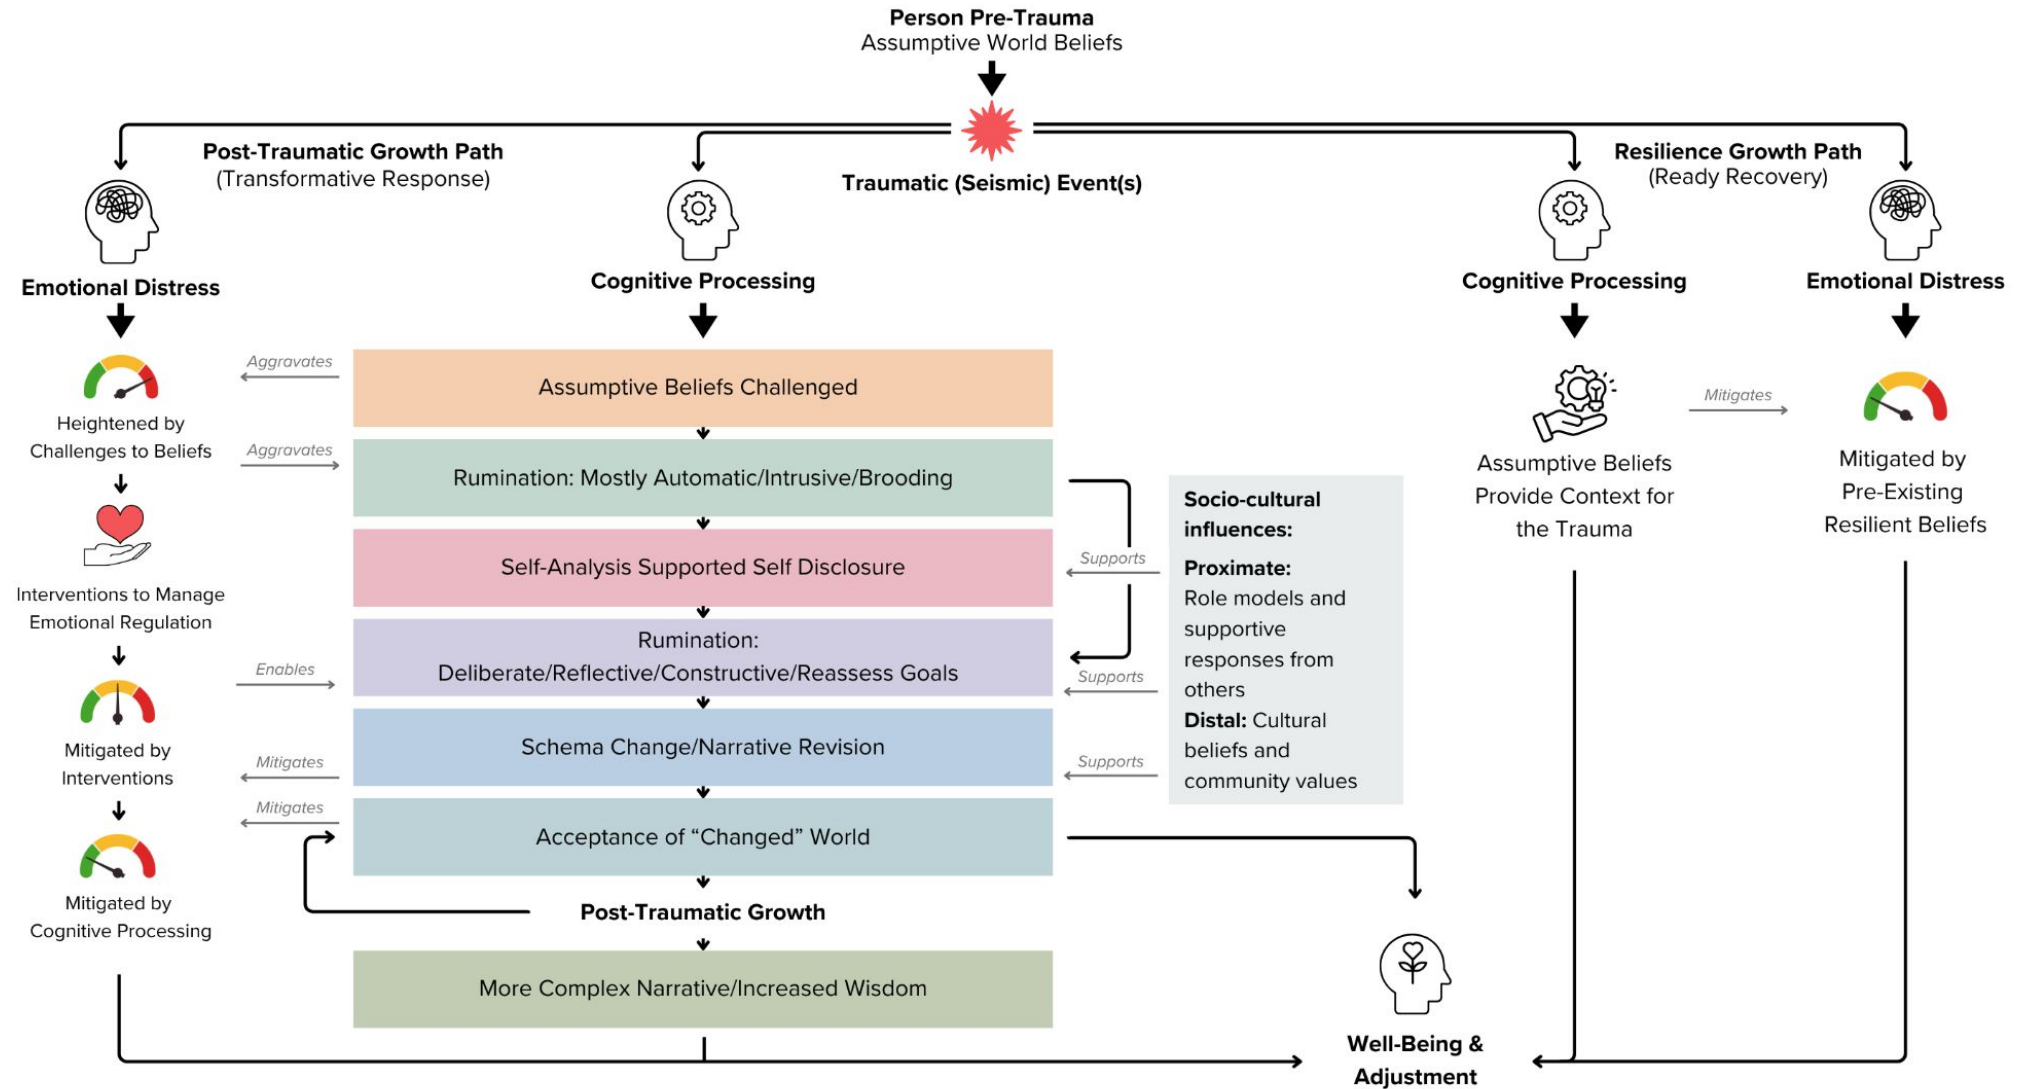 Person Pre-Trauma
Assumptive World Beliefs
Post-Traumatic Growth Path
(Transformative Response)
Traumatic (Seismic) Event(s)
Resilience Growth Path
(Ready Recovery)
Emotional Distress
Cognitive Processing
Cognitive Processing
Emotional Distress
Aggravates
Heightened by
Challenges to Beliefs
Aggravates
Interventions to Manage
Emotional Regulation
Enables
Mitigated by
Interventions
Mitigates
Mitigates
Mitigated by
Cognitive Processing
Assumptive Beliefs Challenged
Rumination: Mostly Automatic/Intrusive/Brooding
Self-Analysis Supported Self Disclosure
Rumination:
Deliberate/Reflective/Constructive/Reassess Goals
Schema Change/Narrative Revision
Acceptance of “Changed” World
Post-Traumatic Growth
More Complex Narrative/Increased Wisdom
Supports
Supports
Supports
Socio-cultural
influences:
Proximate:
Role models and
supportive
responses from
others
Distal: Cultural
beliefs and
community values
Assumptive Beliefs
Provide Context for
the Trauma
Mitigates
Mitigated by
Pre-Existing
Resilient Beliefs
Well-Being &
Adjustment